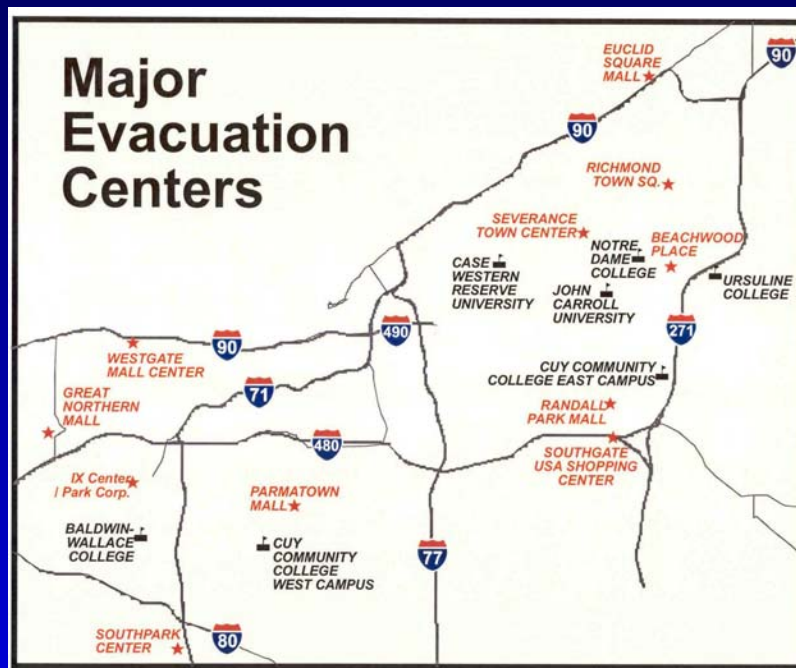 Major
Evacuation
Centers
EUCLID
SQUARE
MALL
90
90
RICHMOND
TOWN SQ.
SEVERANCE
TOWN CENTER
NOTRE
DAME
COLLEGE
BEACHWOOD
PLACE
CASE
WESTERN
RESERVE
UNIVERSITY
JOHN
CARROLL
UNIVERSITY
URSULINE
COLLEGE
90
490
271
WESTGATE
MALL CENTER
71
CUY COMMUNITY
COLLEGE EAST CAMPUS
GREAT
NORTHERN
MALL
RANDALL
PARK MALL
480
SOUTHGATE
USA SHOPPING
CENTER
IX Center
/ Park Corp.
PARMATOWN
MALL
BALDWIN-
WALLACE
COLLEGE
CUY
COMMUNITY
COLLEGE
WEST CAMPUS
77
SOUTHPARK
CENTER
80